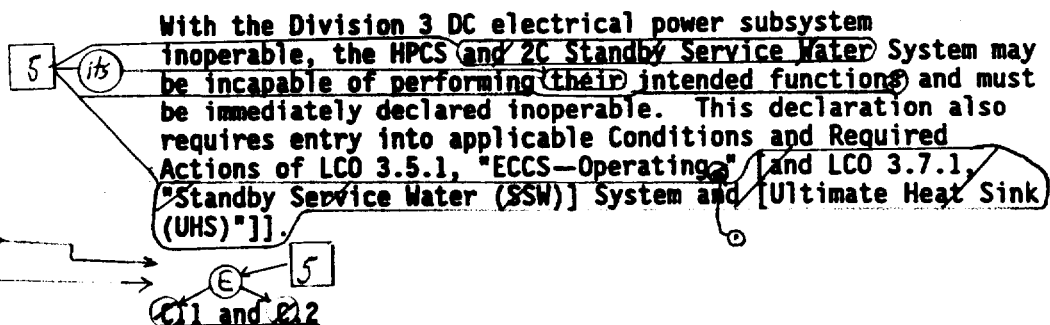 With the Division 3 DC electrical power subsystem
inoperable, the HPCS and 2C Standby Service Water System may
5 its
be incapable of performing their intended functions and must
be immediately declared inoperable. This declaration also
requires entry into applicable Conditions and Required
Actions of LCO 3.5.1, "ECCS—Operating," [and LCO 3.7.1,
"Standby Service Water (SSW)] System and [Ultimate Heat Sink
(UHS)"]].
E 5
C.1 and C.2